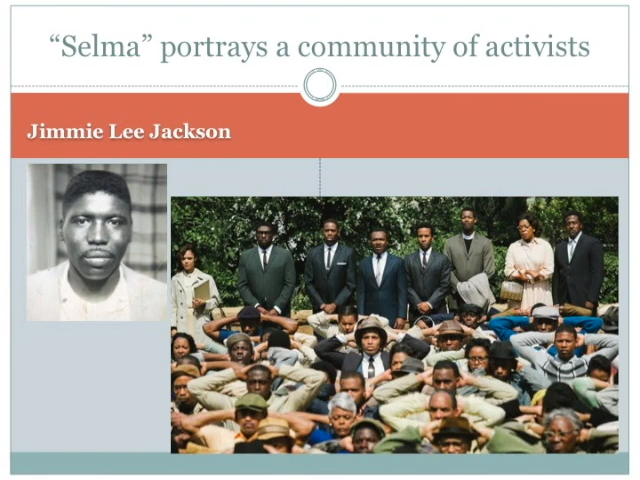 “Selma” portrays a community of activists
Jimmie Lee Jackson